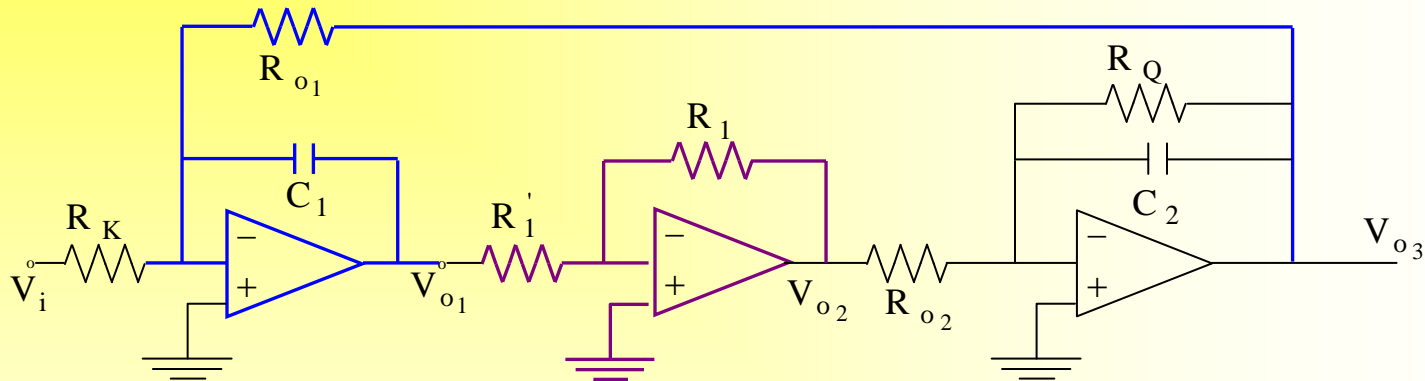 R o1
R Q
R 1
C 1
C 2
R K
R 1 '
V o3
−
+
−
+
−
+
V i
V o1
V o2
R o2